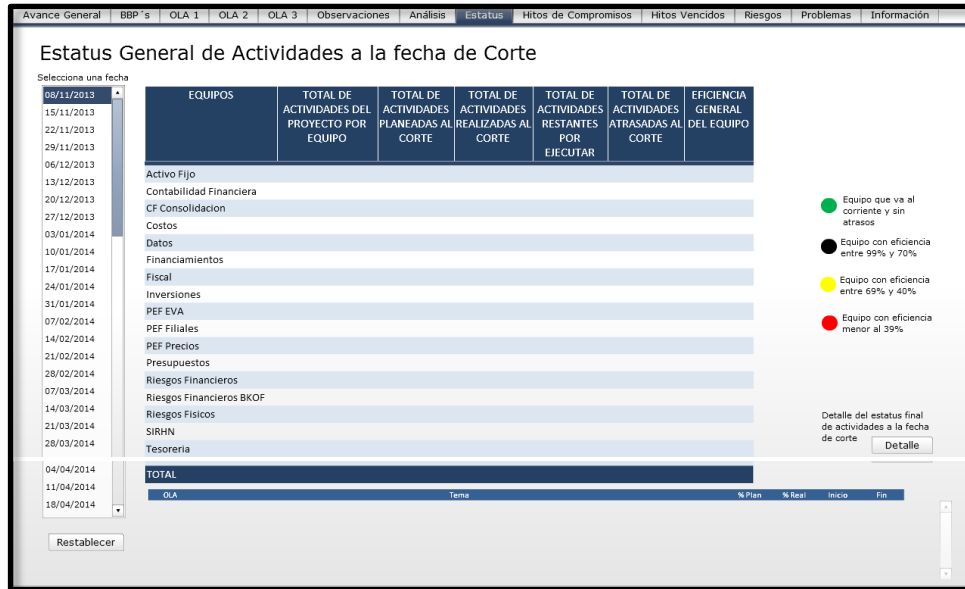 Avance General BBP´s OLA 1 OLA 2 OLA 3 Observaciones Análisis Estatus Hitos de Compromisos Hitos Vencidos Riesgos Problemas Información
Estatus General de Actividades a la fecha de Corte
Selecciona una fecha
08/11/2013
15/11/2013
22/11/2013
29/11/2013
06/12/2013
13/12/2013
20/12/2013
27/12/2013
03/01/2014
10/01/2014
17/01/2014
24/01/2014
31/01/2014
07/02/2014
14/02/2014
21/02/2014
28/02/2014
07/03/2014
14/03/2014
21/03/2014
28/03/2014
04/04/2014
11/04/2014
18/04/2014
Restablecer
EQUIPOS
TOTAL DE
ACTIVIDADES DEL
PROYECTO POR
EQUIPO
TOTAL DE
ACTIVIDADES
PLANEADAS AL
CORTE
TOTAL DE
ACTIVIDADES
REALIZADAS AL
CORTE
TOTAL DE
ACTIVIDADES
RESTANTES
POR
EJECUTAR
TOTAL DE
ACTIVIDADES
ATRASADAS AL
CORTE
EFICIENCIA
GENERAL
DEL EQUIPO
Activo Fijo
Contabilidad Financiera
CF Consolidacion
Costos
Datos
Financiamientos
Fiscal
Inversiones
PEF EVA
PEF Filiales
PEF Precios
Presupuestos
Riesgos Financieros
Riesgos Financieros BKOF
Riesgos Fisicos
SIRHN
Tesoreria
TOTAL
OLA Tema % Plan % Real Inicio Fin
Equipo que va al
corriente y sin
atrasos
Equipo con eficiencia
entre 99% y 70%
Equipo con eficiencia
entre 69% y 40%
Equipo con eficiencia
menor al 39%
Detalle del estatus final
de actividades a la fecha
de corte
Detalle